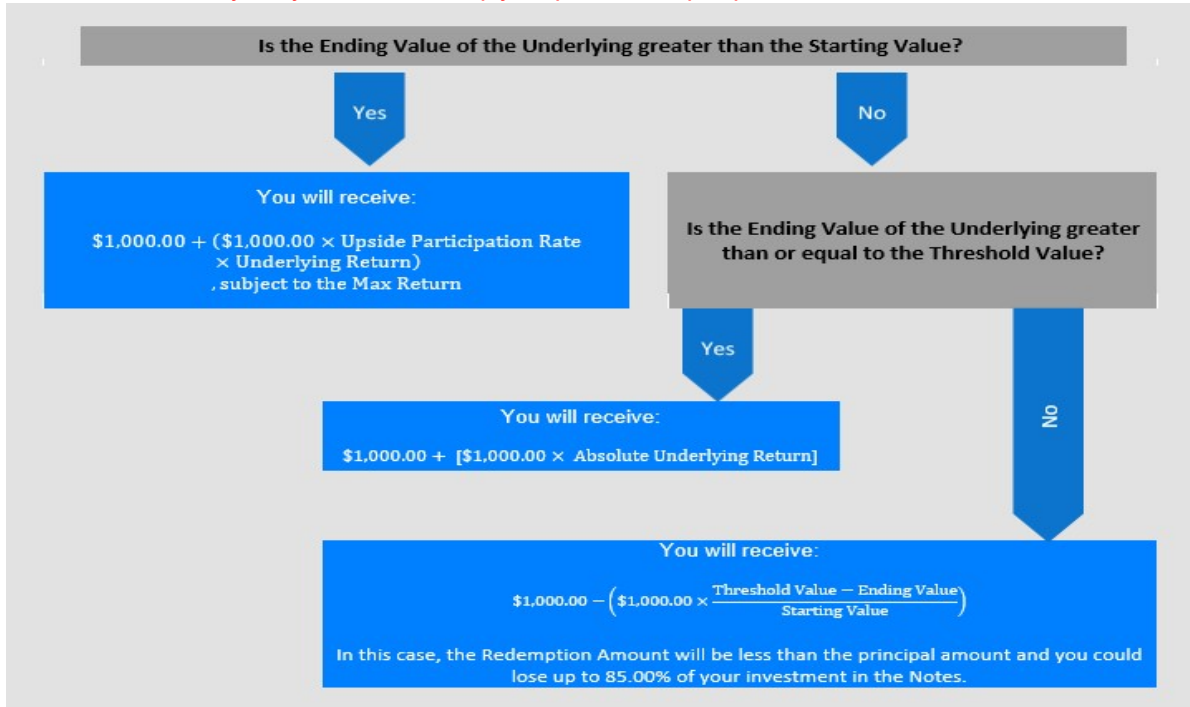 Is the Ending Value of the Underlying greater than the Starting Value?
Yes
No
You will receive:
$1,000.00 + ($1,000.00 × Upside Participation Rate
× Underlying Return)
, subject to the Max Return
Is the Ending Value of the Underlying greater
than or equal to the Threshold Value?
Yes
No
You will receive:
$1,000.00 + [$1,000.00 × Absolute Underlying Return]
You will receive:
$1,000.00 − ($1,000.00 × Threshold Value − Ending Value / Starting Value)
In this case, the Redemption Amount will be less than the principal amount and you could
lose up to 85.00% of your investment in the Notes.